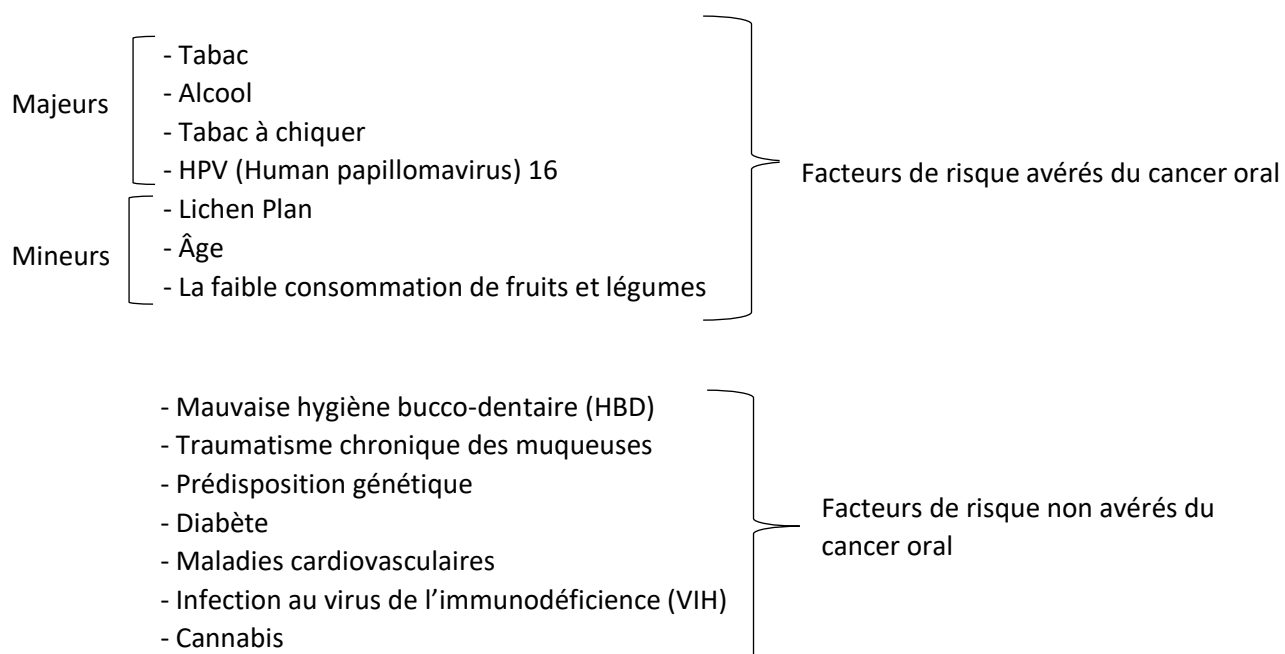 - Tabac
- Alcool
Majeurs
- Tabac à chiquer
- HPV (Human papillomavirus) 16
Facteurs de risque avérés du cancer oral
- Lichen Plan
- Âge
Mineurs
- La faible consommation de fruits et légumes
- Mauvaise hygiène bucco-dentaire (HBD)
- Traumatisme chronique des muqueuses
- Prédisposition génétique
- Diabète
- Maladies cardiovasculaires
- Infection au virus de l’immunodéficience (VIH)
- Cannabis
Facteurs de risque non avérés du
cancer oral